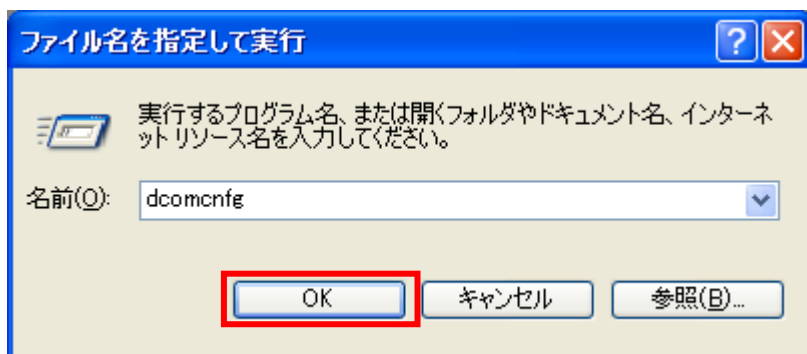 ファイル名を指定して実行
実行するプログラム名、または開くフォルダやドキュメント名、インターネ
ット リソース名を入力してください。
名前(O): dcomcnfg
OK キャンセル 参照(B)...